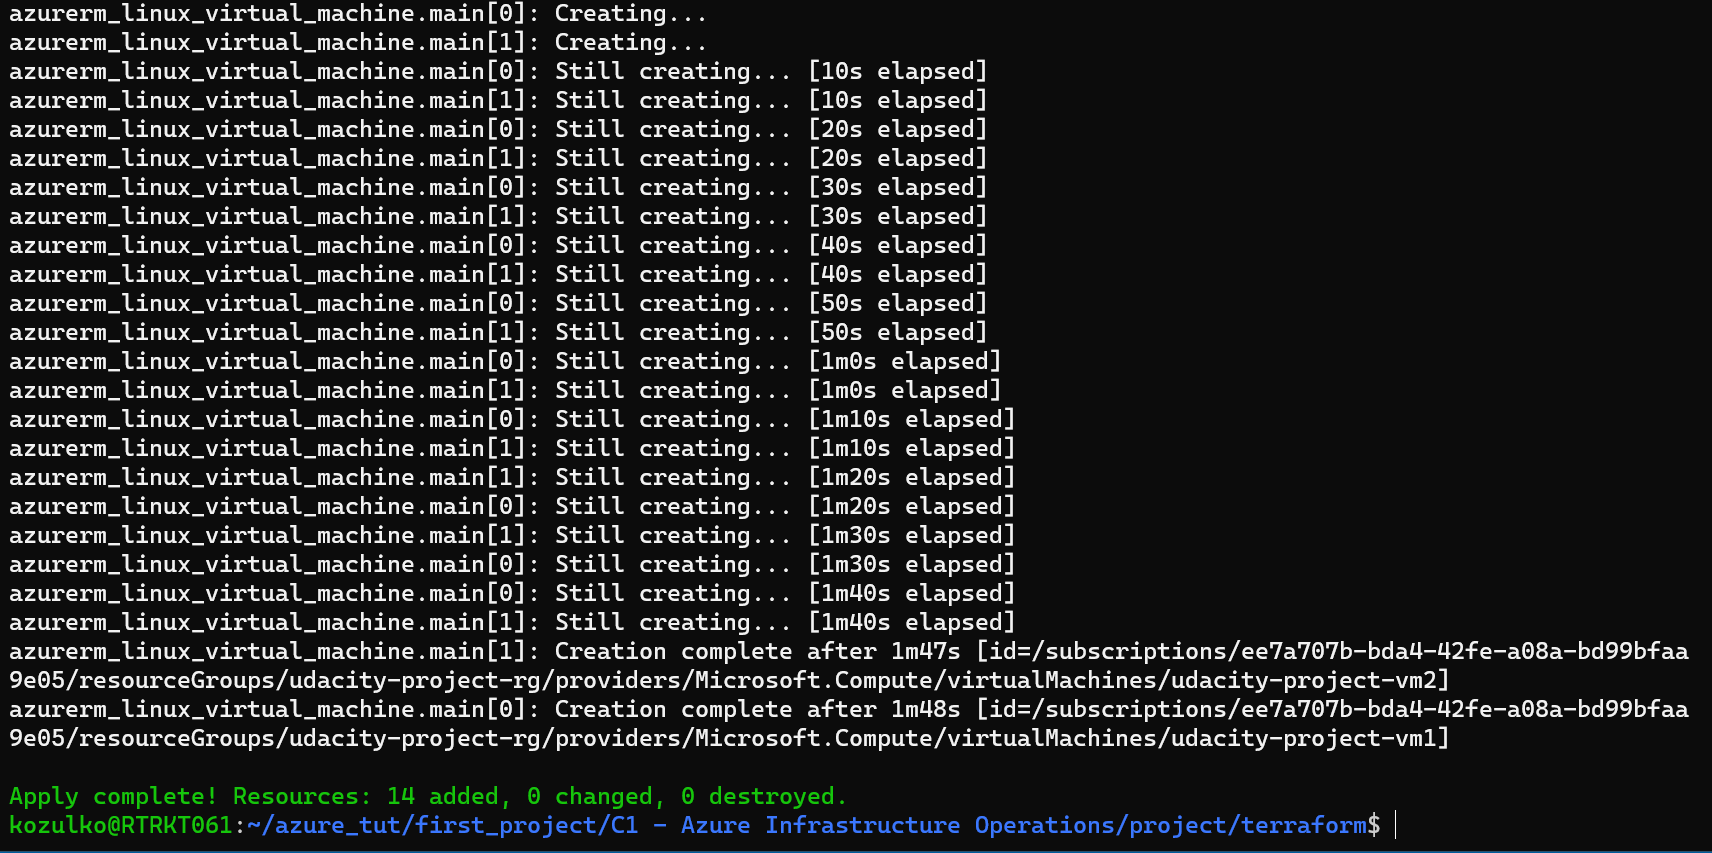 azurerm_linux_virtual_machine.main[0]: Creating...
azurerm_linux_virtual_machine.main[1]: Creating...
azurerm_linux_virtual_machine.main[0]: Still creating... [10s elapsed]
azurerm_linux_virtual_machine.main[1]: Still creating... [10s elapsed]
azurerm_linux_virtual_machine.main[0]: Still creating... [20s elapsed]
azurerm_linux_virtual_machine.main[1]: Still creating... [20s elapsed]
azurerm_linux_virtual_machine.main[0]: Still creating... [30s elapsed]
azurerm_linux_virtual_machine.main[1]: Still creating... [30s elapsed]
azurerm_linux_virtual_machine.main[0]: Still creating... [40s elapsed]
azurerm_linux_virtual_machine.main[1]: Still creating... [40s elapsed]
azurerm_linux_virtual_machine.main[0]: Still creating... [50s elapsed]
azurerm_linux_virtual_machine.main[1]: Still creating... [50s elapsed]
azurerm_linux_virtual_machine.main[0]: Still creating... [1m0s elapsed]
azurerm_linux_virtual_machine.main[1]: Still creating... [1m0s elapsed]
azurerm_linux_virtual_machine.main[0]: Still creating... [1m10s elapsed]
azurerm_linux_virtual_machine.main[1]: Still creating... [1m10s elapsed]
azurerm_linux_virtual_machine.main[1]: Still creating... [1m20s elapsed]
azurerm_linux_virtual_machine.main[0]: Still creating... [1m20s elapsed]
azurerm_linux_virtual_machine.main[1]: Still creating... [1m30s elapsed]
azurerm_linux_virtual_machine.main[0]: Still creating... [1m30s elapsed]
azurerm_linux_virtual_machine.main[0]: Still creating... [1m40s elapsed]
azurerm_linux_virtual_machine.main[1]: Still creating... [1m40s elapsed]
azurerm_linux_virtual_machine.main[1]: Creation complete after 1m47s [id=/subscriptions/ee7a707b-bda4-42fe-a08a-bd99bfaa
9e05/resourceGroups/udacity-project-rg/providers/Microsoft.Compute/virtualMachines/udacity-project-vm2]
azurerm_linux_virtual_machine.main[0]: Creation complete after 1m48s [id=/subscriptions/ee7a707b-bda4-42fe-a08a-bd99bfaa
9e05/resourceGroups/udacity-project-rg/providers/Microsoft.Compute/virtualMachines/udacity-project-vm1]
Apply complete! Resources: 14 added, 0 changed, 0 destroyed.
kozulko@RTRKT061:~/azure_tut/first_project/C1 - Azure Infrastructure Operations/project/terraform$